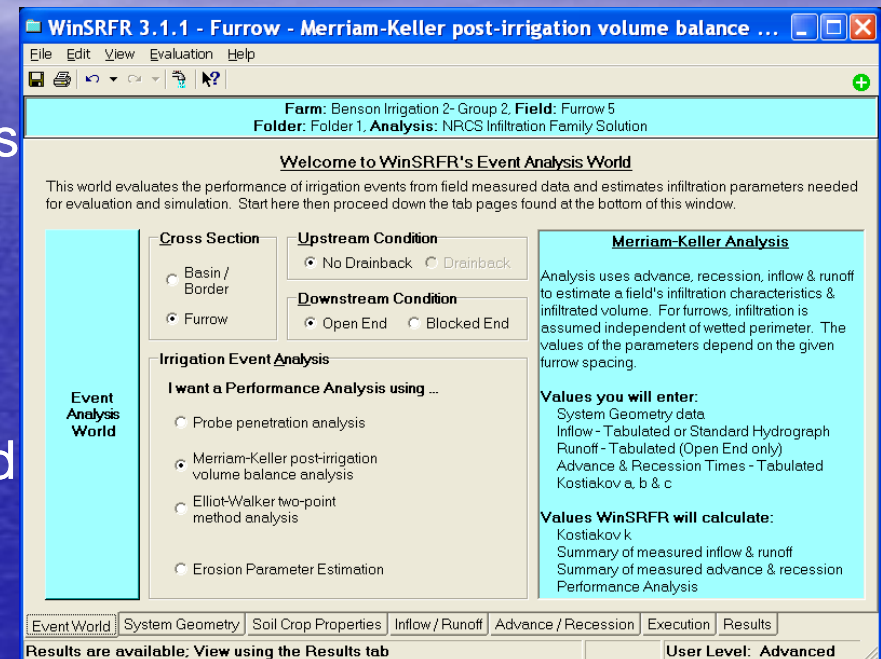 WinSRFR 3.1.1 - Furrow - Merriam-Keller post-irrigation volume balance ...
File Edit View Evaluation Help
Farm: Benson Irrigation 2- Group 2, Field: Furrow 5
Folder: Folder 1, Analysis: NRCS Infiltration Family Solution
s
Welcome to WinSRFR's Event Analysis World
This world evaluates the performance of irrigation events from field measured data and estimates infiltration parameters needed
for evaluation and simulation. Start here then proceed down the tab pages found at the bottom of this window.
Event
Analysis
World
Cross Section
Basin /
Border
Furrow
Upstream Condition
No Drainback Drainback
Downstream Condition
Open End Blocked End
Irrigation Event Analysis
I want a Performance Analysis using ...
Probe penetration analysis
Merriam-Keller post-irrigation
volume balance analysis
Elliot-Walker two-point
method analysis
Erosion Parameter Estimation
d
Merriam-Keller Analysis
Analysis uses advance, recession, inflow & runoff
to estimate a field's infiltration characteristics &
infiltrated volume. For furrows, infiltration is
assumed independent of wetted perimeter. The
values of the parameters depend on the given
furrow spacing.
Values you will enter:
System Geometry data
Inflow - Tabulated or Standard Hydrograph
Runoff - Tabulated (Open End only)
Advance & Recession Times - Tabulated
Kostiakov a, b & c
Values WinSRFR will calculate:
Kostiakov k
Summary of measured inflow & runoff
Summary of measured advance & recession
Performance Analysis
Event World System Geometry Soil Crop Properties Inflow / Runoff Advance / Recession Execution Results
Results are available; View using the Results tab User Level: Advanced